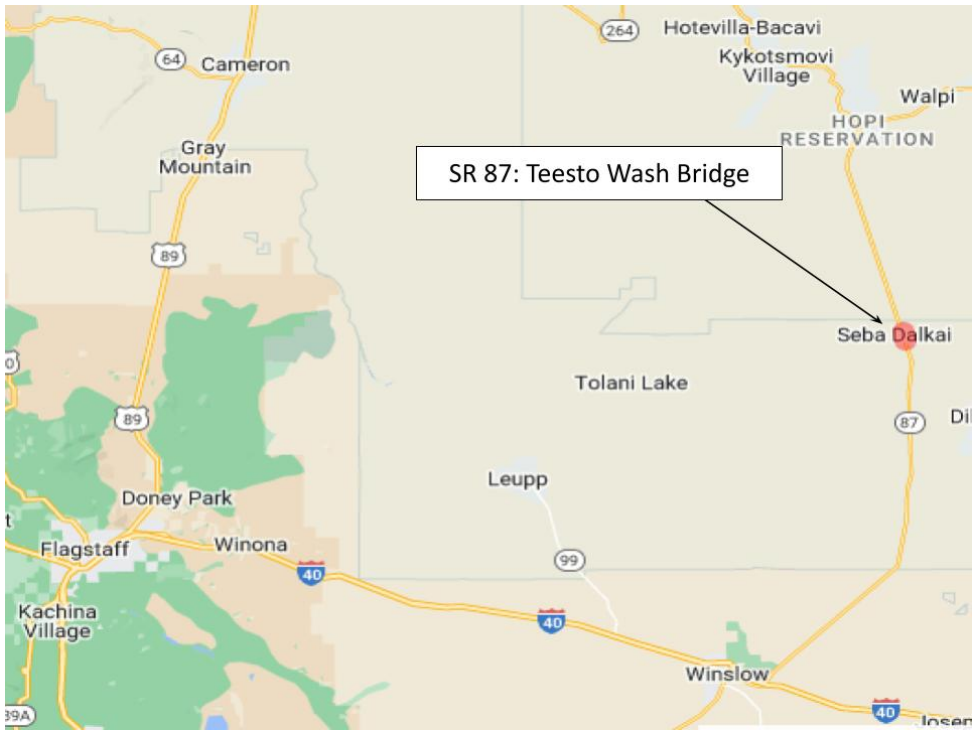 264
Hotevilla-Bacavi
64
Cameron
Kykotsmovi
Village
Walpi
HOPI
RESERVATION
Gray
Mountain
SR 87: Teesto Wash Bridge
89
Seba Dalkai
Tolani Lake
89
87
Leupp
Doney Park
Flagstaff
Winona
99
40
Kachina
Village
40
Winslow
40
89A